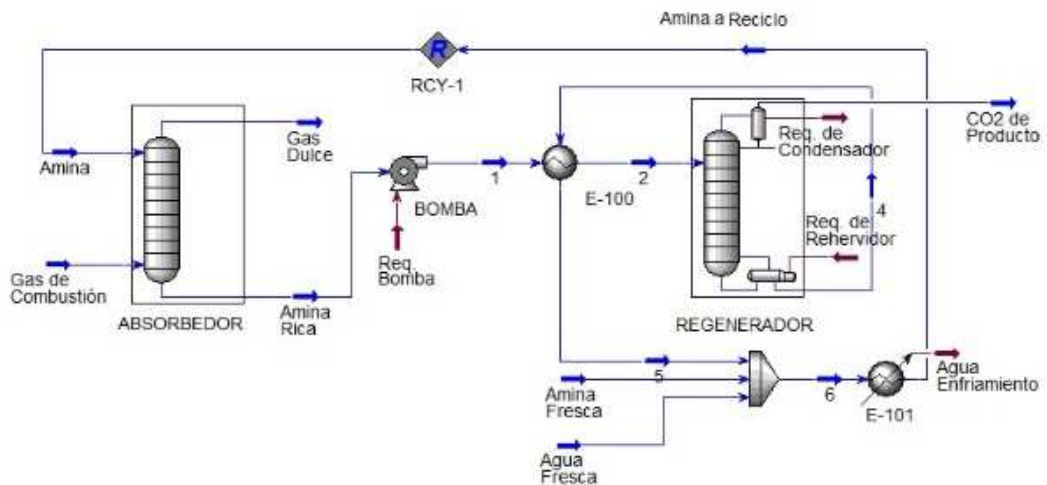 Amina a Reciclo
R
RCY-1
Amina
Gas
Dulce
Req. de
Condensador
CO2 de
Producto
1
E-100
2
BOMBA
4
Req. de
Rehervidor
Gas de
Combustión
Req.
Bomba
ABSORBEDOR
Amina
Rica
REGENERADOR
5
Amina
Fresca
6
E-101
Agua
Enfriamiento
Agua
Fresca